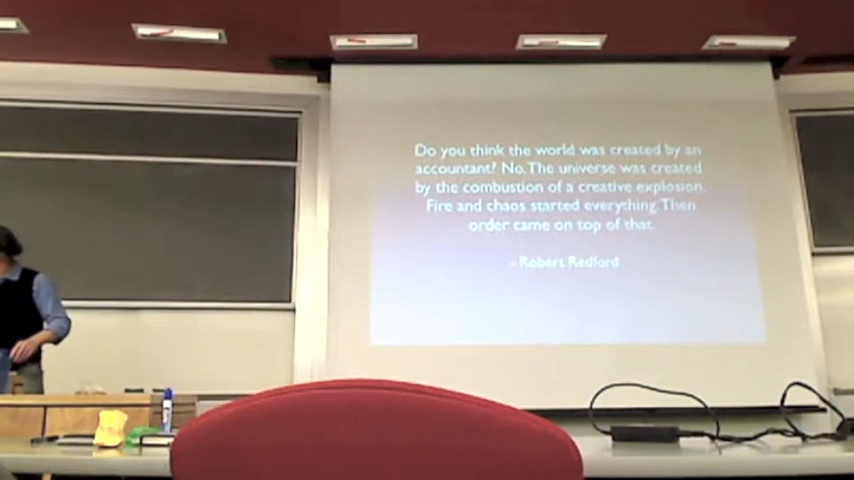 Do you think the world was created by an
accountant? No. The universe was created
by the combustion of a creative explosion.
Fire and chaos started everything. Then
order came on top of that.
- Robert Redford